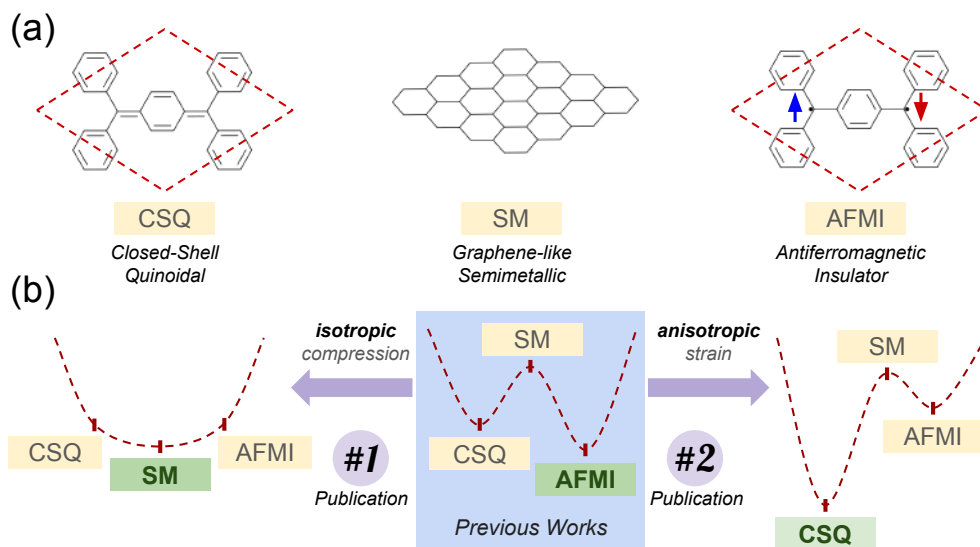 (a)
CSQ
Closed-Shell
Quinoidal
SM
Graphene-like
Semimetallic
AFMI
Antiferromagnetic
Insulator
(b)
isotropic
compression
SM
anisotropic
strain
SM
CSQ
AFMI
SM
#1
Publication
CSQ
AFMI
#2
Publication
AFMI
CSQ
Previous Works